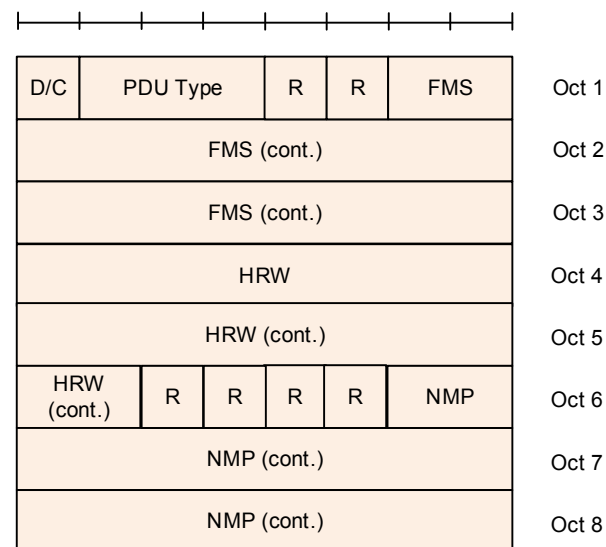 D/C PDU Type R R FMS Oct 1
FMS (cont.) Oct 2
FMS (cont.) Oct 3
HRW Oct 4
HRW (cont.) Oct 5
HRW (cont.) R R R R NMP Oct 6
NMP (cont.) Oct 7
NMP (cont.) Oct 8